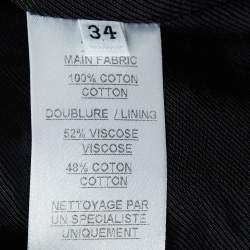 34
MAIN FABRIC
100% COTON
COTTON
DOUBLURE / LINING
52% VISCOSE
VISCOSE
48% COTON
COTTON
NETTOYAGE PAR
UN SPECIALISTE
UNIQUEMENT